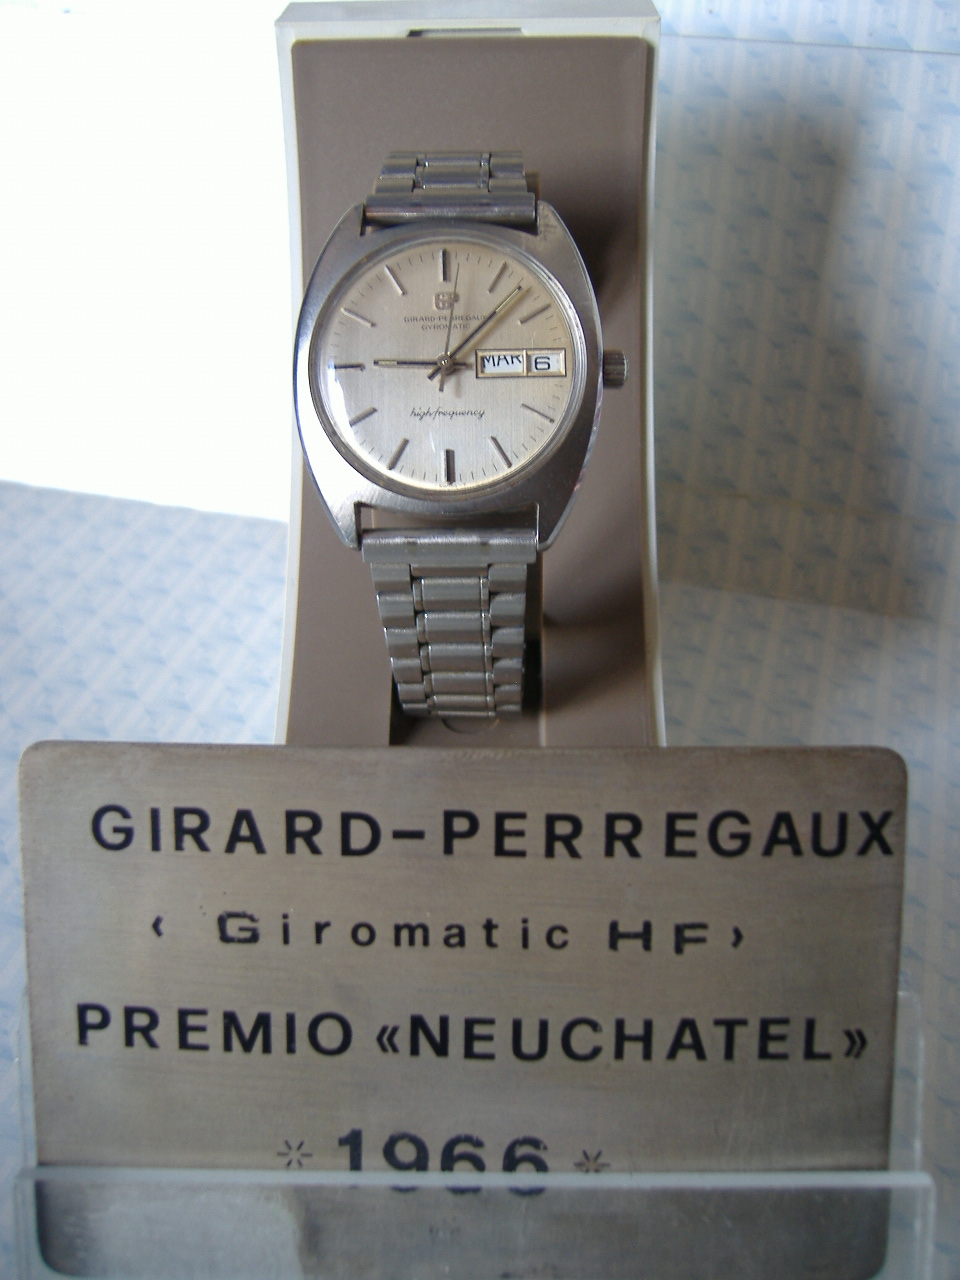 GIRARD-PERREGAUX
GYROMATIC
MAR 6
high frequency
GIRARD-PERREGAUX
‹ Giromatic HF ›
PREMIO «NEUCHATEL»
* 1966 *